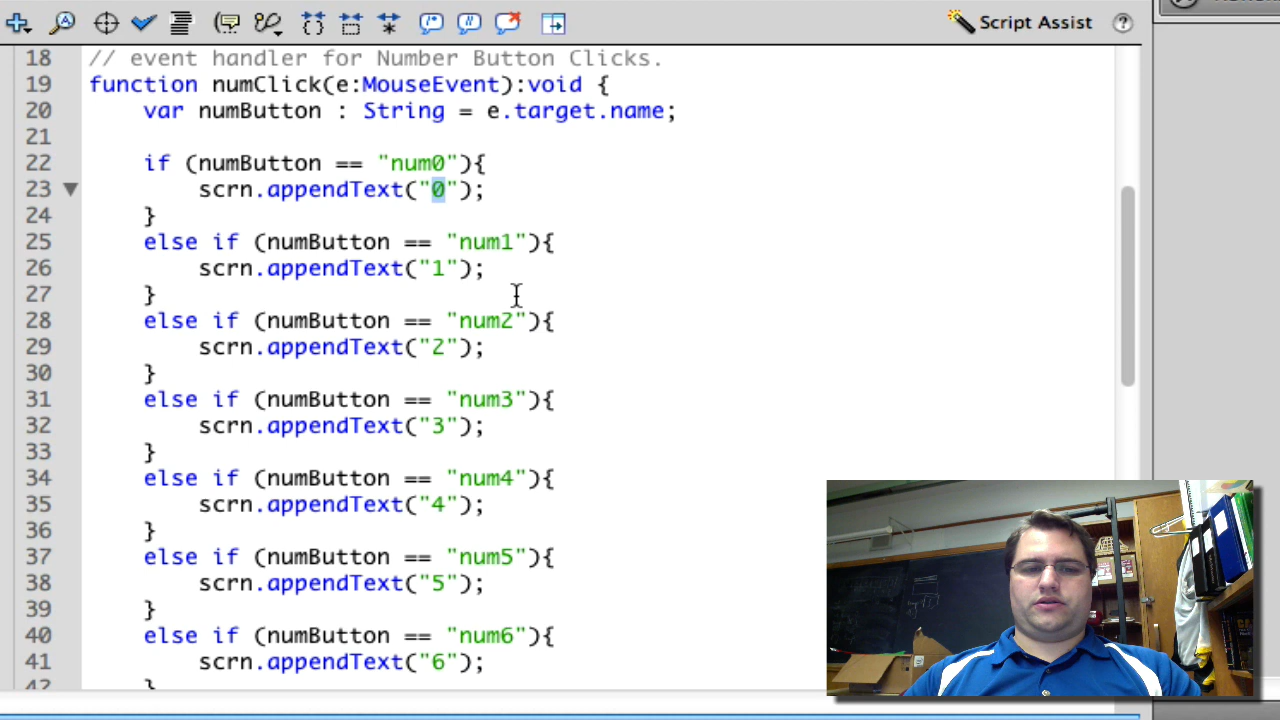 Script Assist
18 // event handler for Number Button Clicks.
19 function numClick(e:MouseEvent):void {
20 var numButton : String = e.target.name;
21
22 if (numButton == "num0"){
23 scrn.appendText("0");
24 }
25 else if (numButton == "num1"){
26 scrn.appendText("1");
27 }
28 else if (numButton == "num2"){
29 scrn.appendText("2");
30 }
31 else if (numButton == "num3"){
32 scrn.appendText("3");
33 }
34 else if (numButton == "num4"){
35 scrn.appendText("4");
36 }
37 else if (numButton == "num5"){
38 scrn.appendText("5");
39 }
40 else if (numButton == "num6"){
41 scrn.appendText("6");
42 }